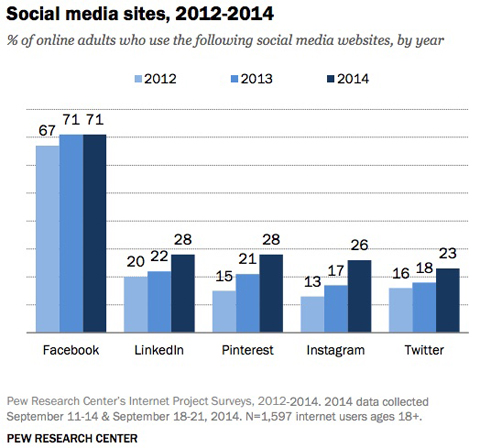 Social media sites, 2012-2014
% of online adults who use the following social media websites, by year
2012 2013 2014
67 71 71
20 22 28
15 21 28
13 17 26
16 18 23
Facebook LinkedIn Pinterest Instagram Twitter
Pew Research Center's Internet Project Surveys, 2012-2014. 2014 data collected
September 11-14 & September 18-21, 2014. N=1,597 internet users ages 18+.
PEW RESEARCH CENTER